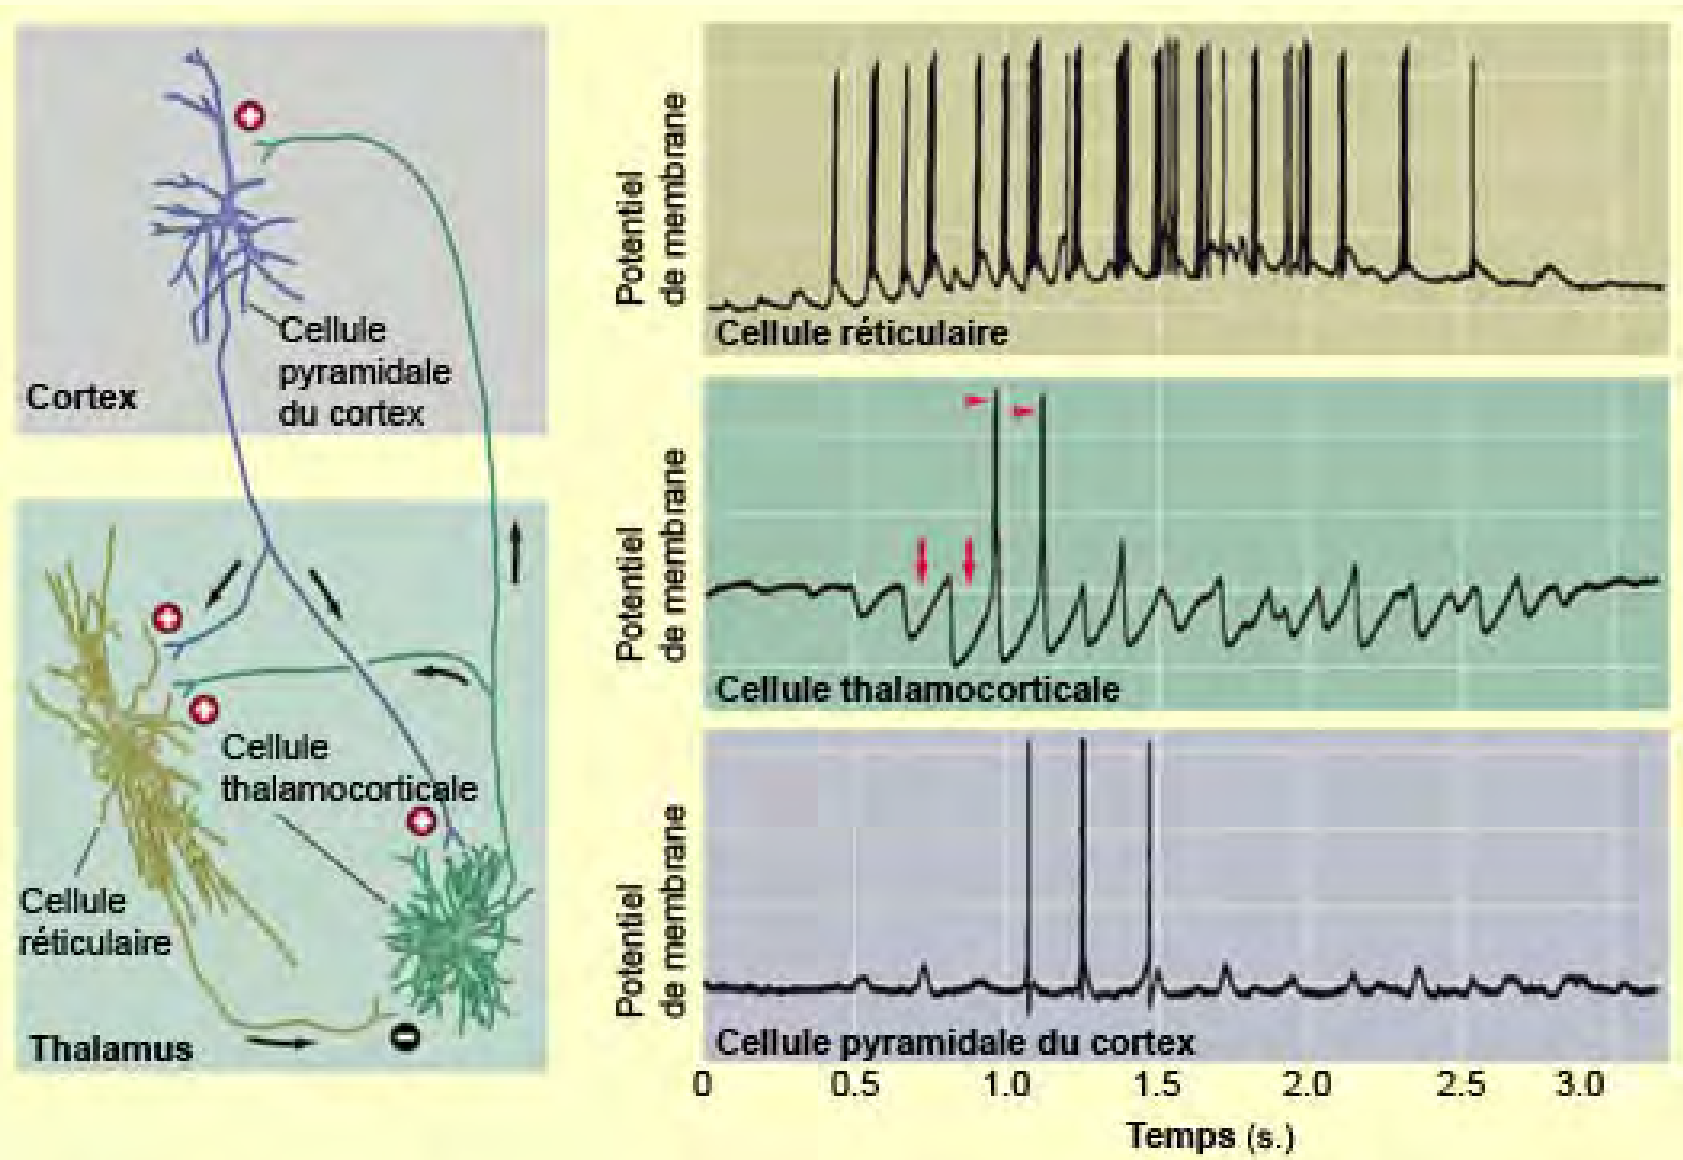 Cellule
pyramidale
du cortex
Cortex
Cellule
thalamocorticale
Cellule
réticulaire
Thalamus
Potentiel
de membrane
Cellule réticulaire
Potentiel
de membrane
Cellule thalamocorticale
Potentiel
de membrane
Cellule pyramidale du cortex
0 0.5 1.0 1.5 2.0 2.5 3.0
Temps (s.)